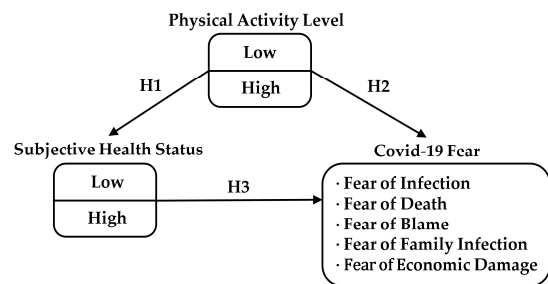 Physical Activity Level
Low
High
H1
H2
Subjective Health Status
Low
High
H3
Covid-19 Fear
· Fear of Infection
· Fear of Death
· Fear of Blame
· Fear of Family Infection
· Fear of Economic Damage